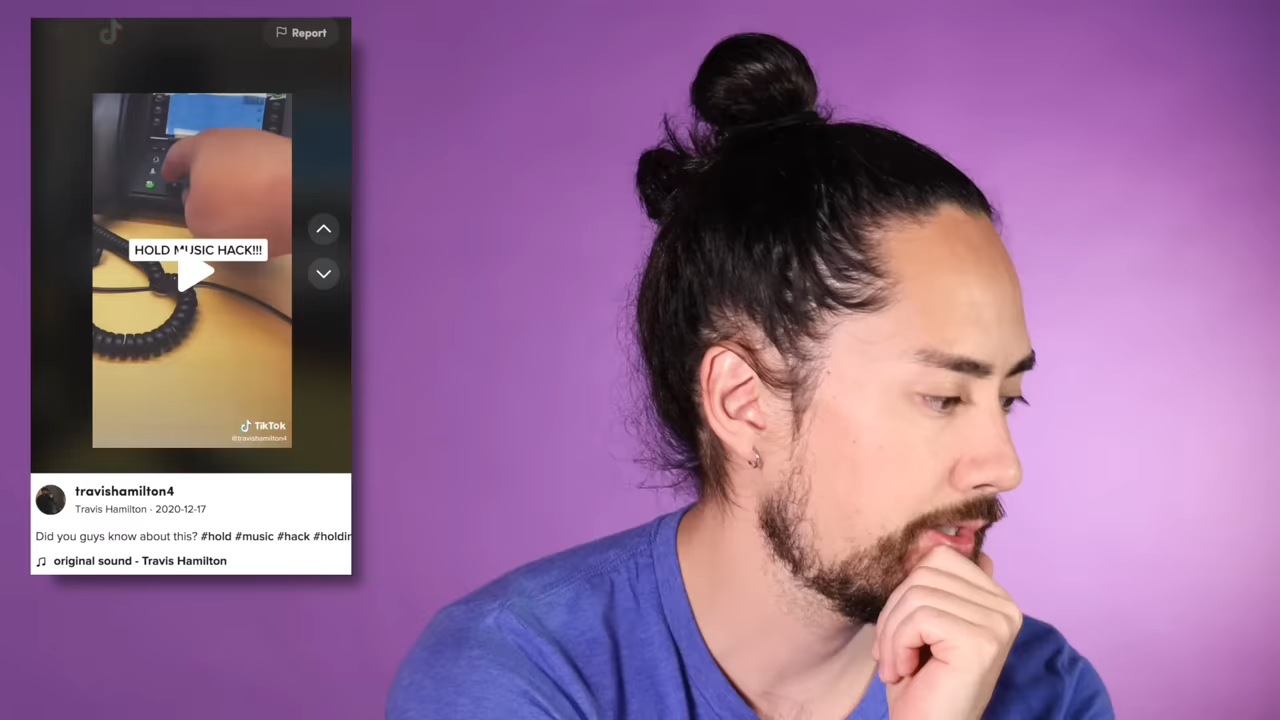 Report
HOLD MUSIC HACK!!!
TikTok
@travishamilton4
travishamilton4
Travis Hamilton · 2020-12-17
Did you guys know about this? #hold #music #hack #holdin
original sound - Travis Hamilton